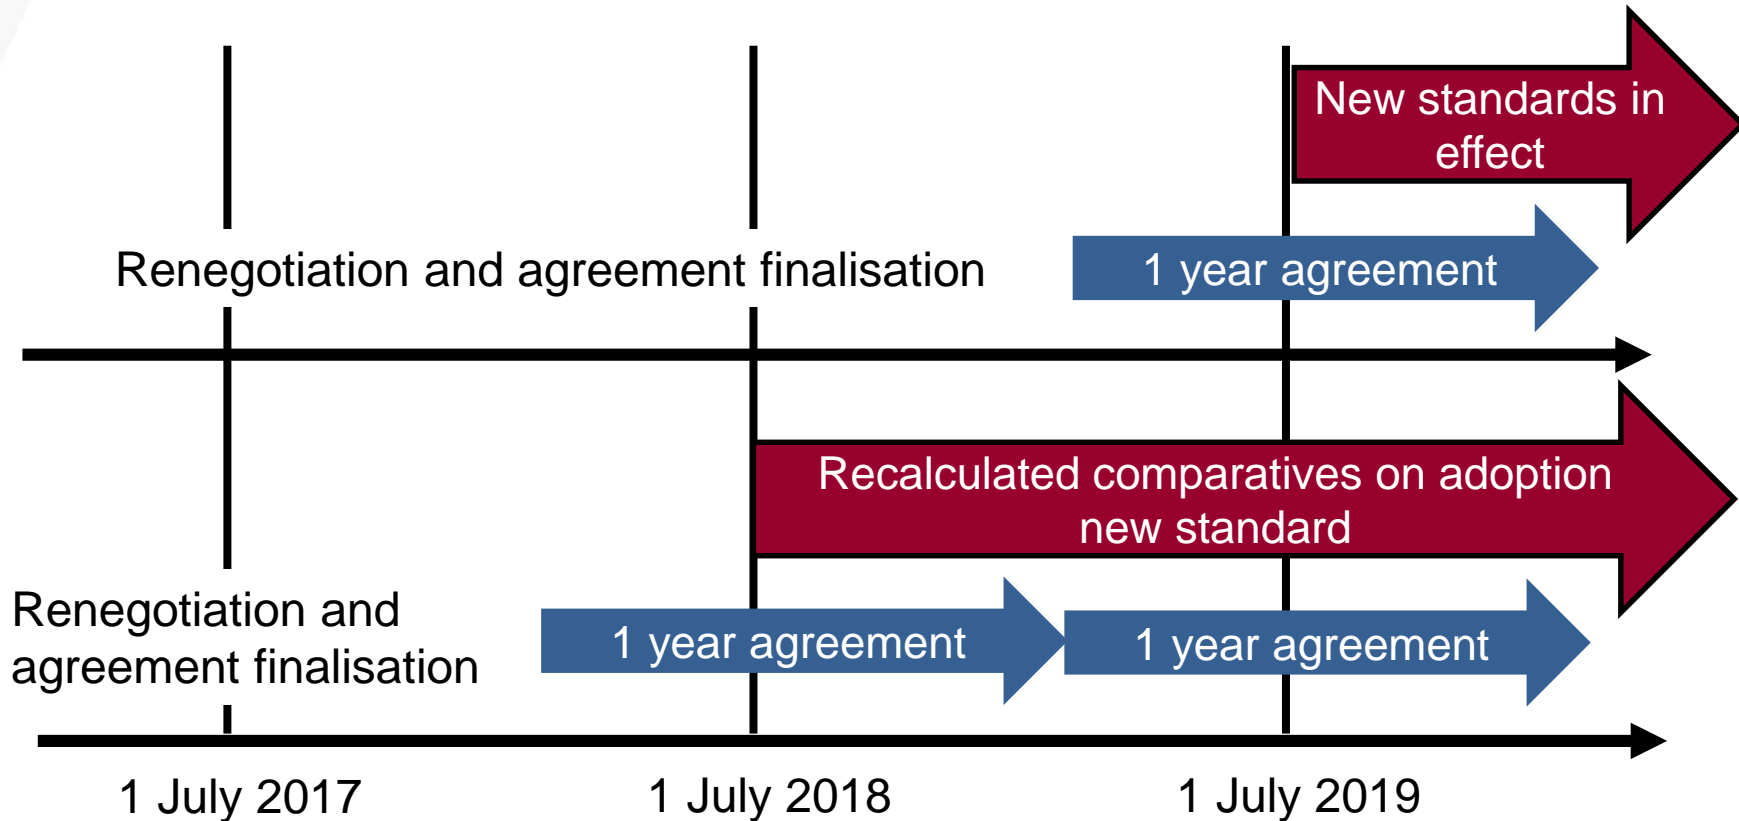 New standards in
effect
Renegotiation and agreement finalisation
1 year agreement
Recalculated comparatives on adoption
new standard
Renegotiation and
agreement finalisation
1 year agreement
1 year agreement
1 July 2017
1 July 2018
1 July 2019